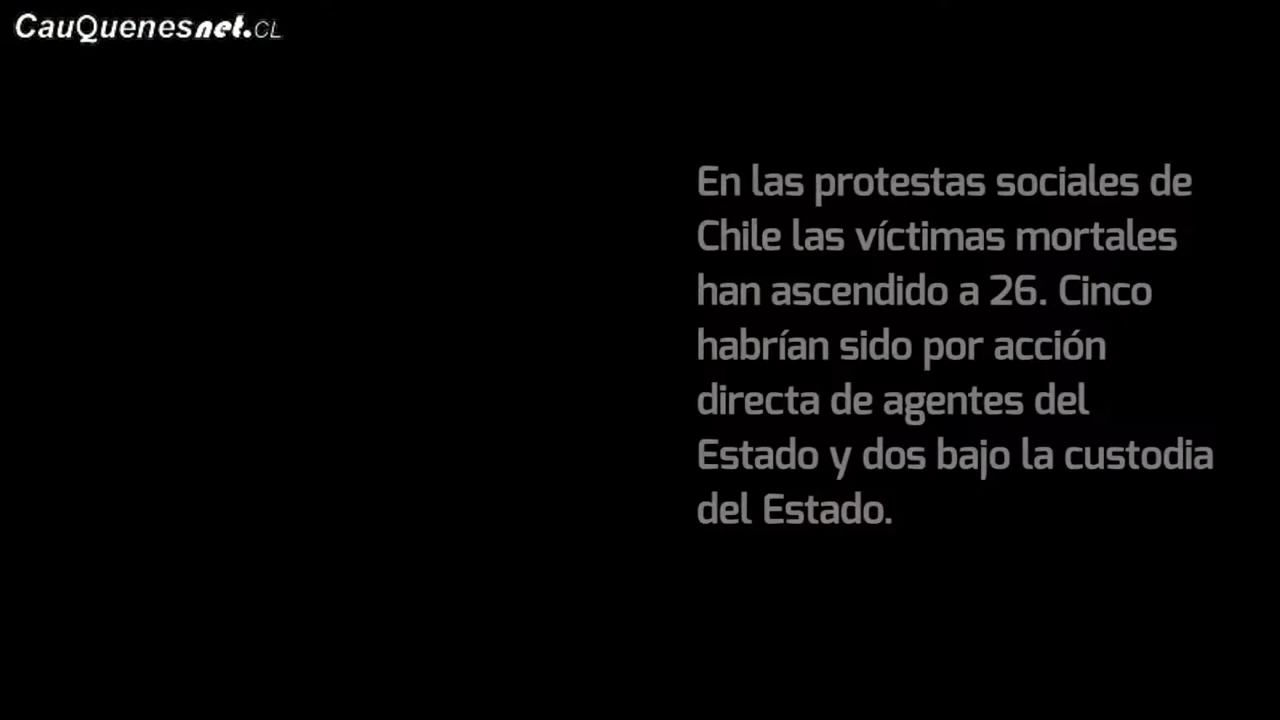 CauQuenesnet.CL
En las protestas sociales de
Chile las víctimas mortales
han ascendido a 26. Cinco
habrían sido por acción
directa de agentes del
Estado y dos bajo la custodia
del Estado.